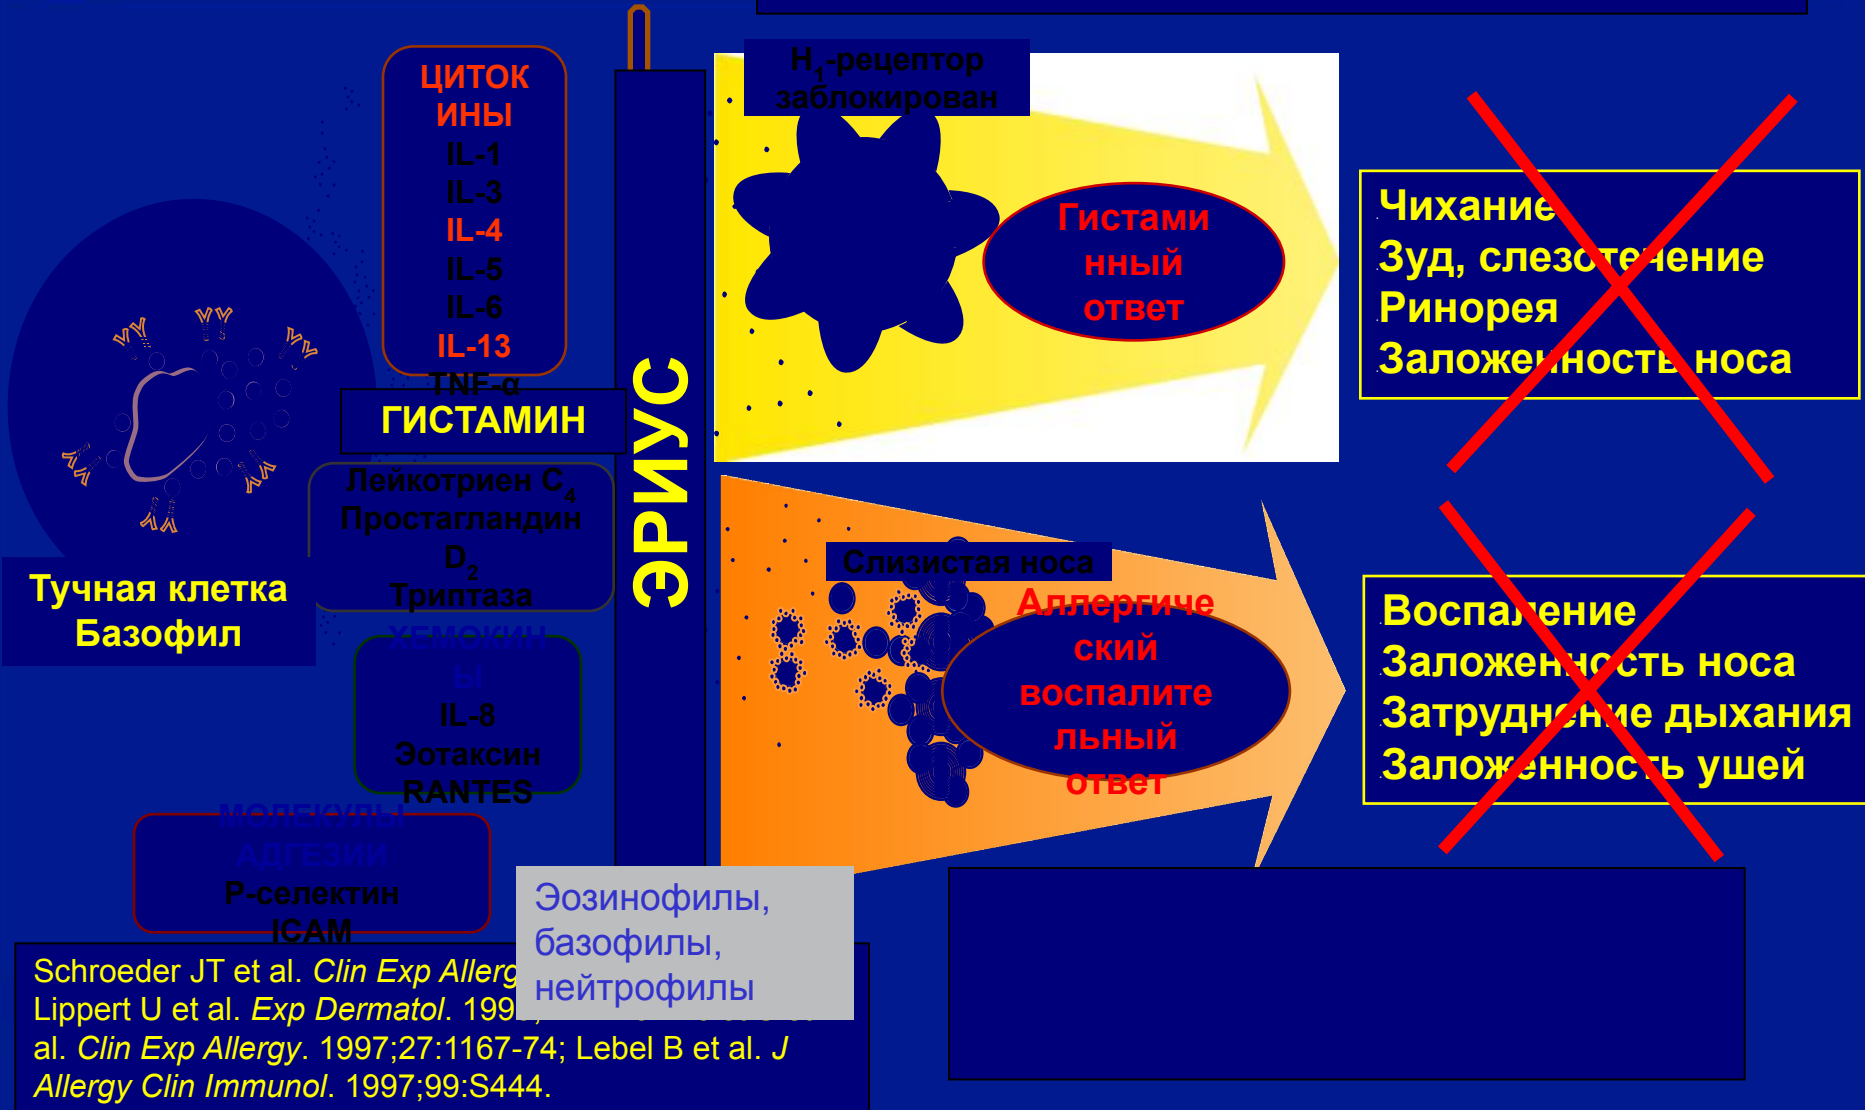 ЦИТОК
ИНЫ
IL-1
IL-3
IL-4
IL-5
IL-6
IL-13
TNF-α
ГИСТАМИН
Лейкотриен C4
Простагландин
D2
Триптаза
ХЕМОКИН
Ы
IL-8
Эотаксин
RANTES
МОЛЕКУЛЫ
АДГЕЗИИ
Р-селектин
ICAM
Тучная клетка
Базофил
ЭРИУС
H1-рецептор
заблокирован
Гистами
нный
ответ
Чихание
Зуд, слезотечение
Ринорея
Заложенность носа
Слизистая носа
Аллергиче
ский
воспалите
льный
ответ
Воспаление
Заложенность носа
Затруднение дыхания
Заложенность ушей
Эозинофилы,
базофилы,
нейтрофилы
Schroeder JT et al. Clin Exp
Lippert U et al. Exp Dermatol.
al. Clin Exp Allergy. 1997;27:1167-74; Lebel B et al. J
Allergy Clin Immunol. 1997;99:S444.